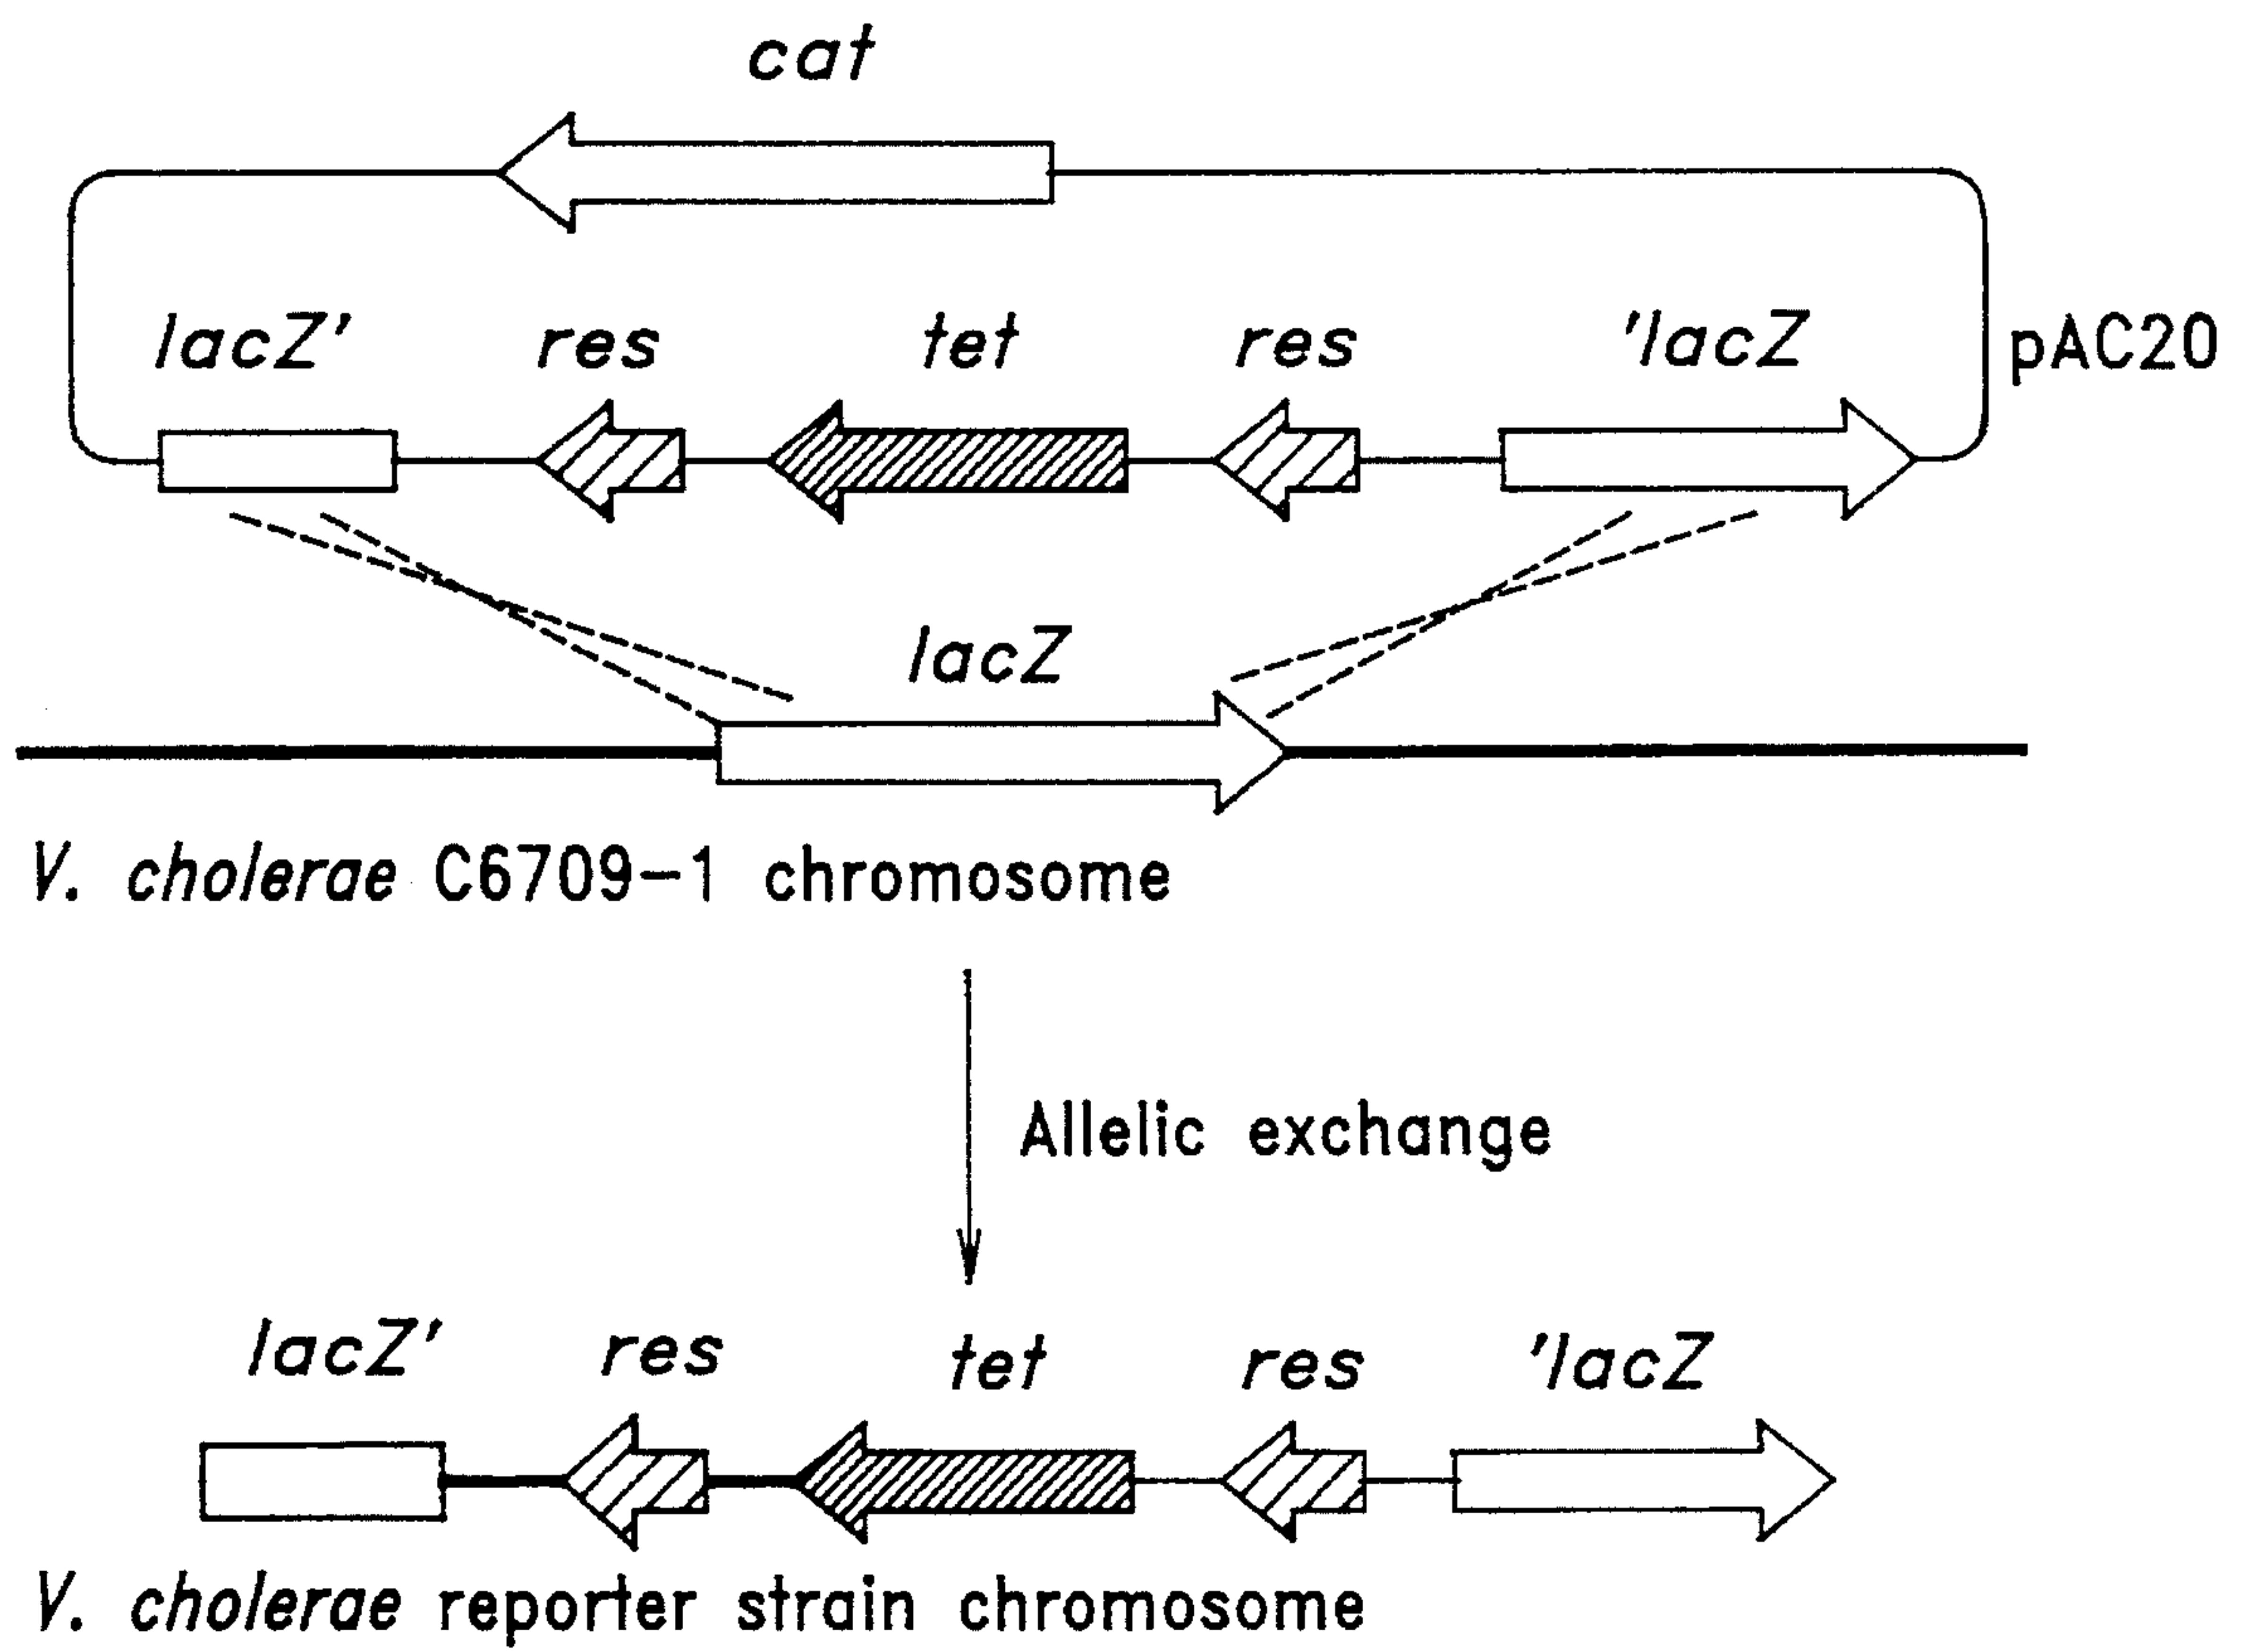 cat
lacZ' res tet res 'lacZ pAC20
lacZ
V. cholerae C6709-1 chromosome
Allelic exchange
lacZ' res tet res 'lacZ
V. cholerae reporter strain chromosome